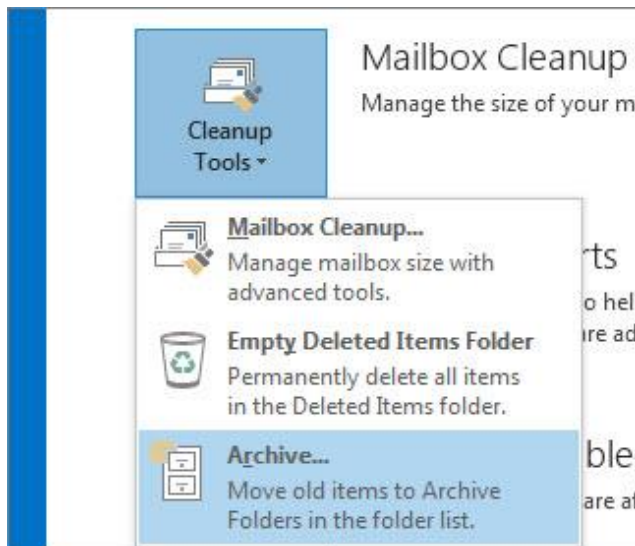 Mailbox Cleanup
Manage the size of your m
Cleanup
Tools
Mailbox Cleanup...
Manage mailbox size with
advanced tools.
rts
o hel
re ad
Empty Deleted Items Folder
Permanently delete all items
in the Deleted Items folder.
Archive...
Move old items to Archive
Folders in the folder list.
ble
are af